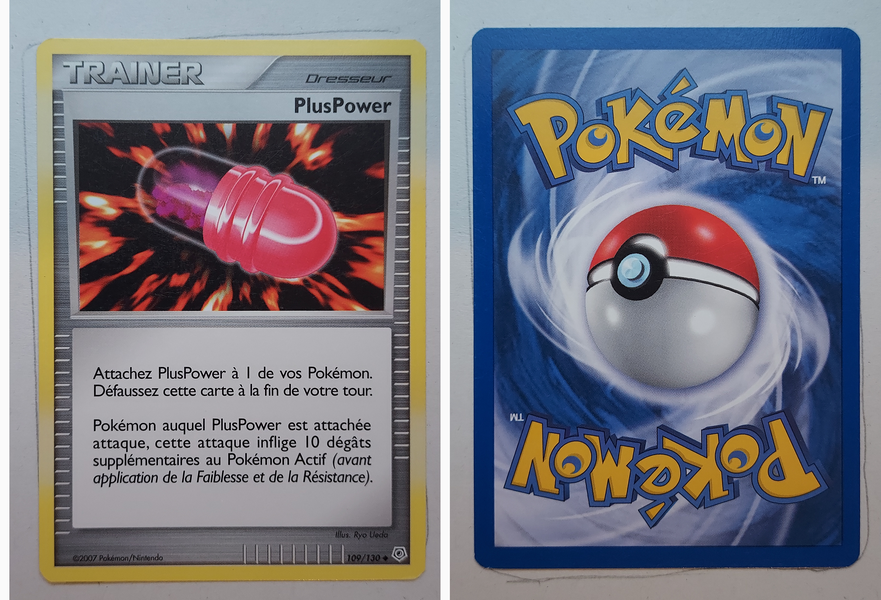 TRAINER
Dresseur
PlusPower
Attachez PlusPower à 1 de vos Pokémon.
Défaussez cette carte à la fin de votre tour.
Pokémon auquel PlusPower est attachée
attaque, cette attaque inflige 10 dégâts
supplémentaires au Pokémon Actif (avant
application de la Faiblesse et de la Résistance).
Illus. Ryo Ueda
©2007 Pokémon/Nintendo
109/130
POKéMON
TM
TM
POKéMON